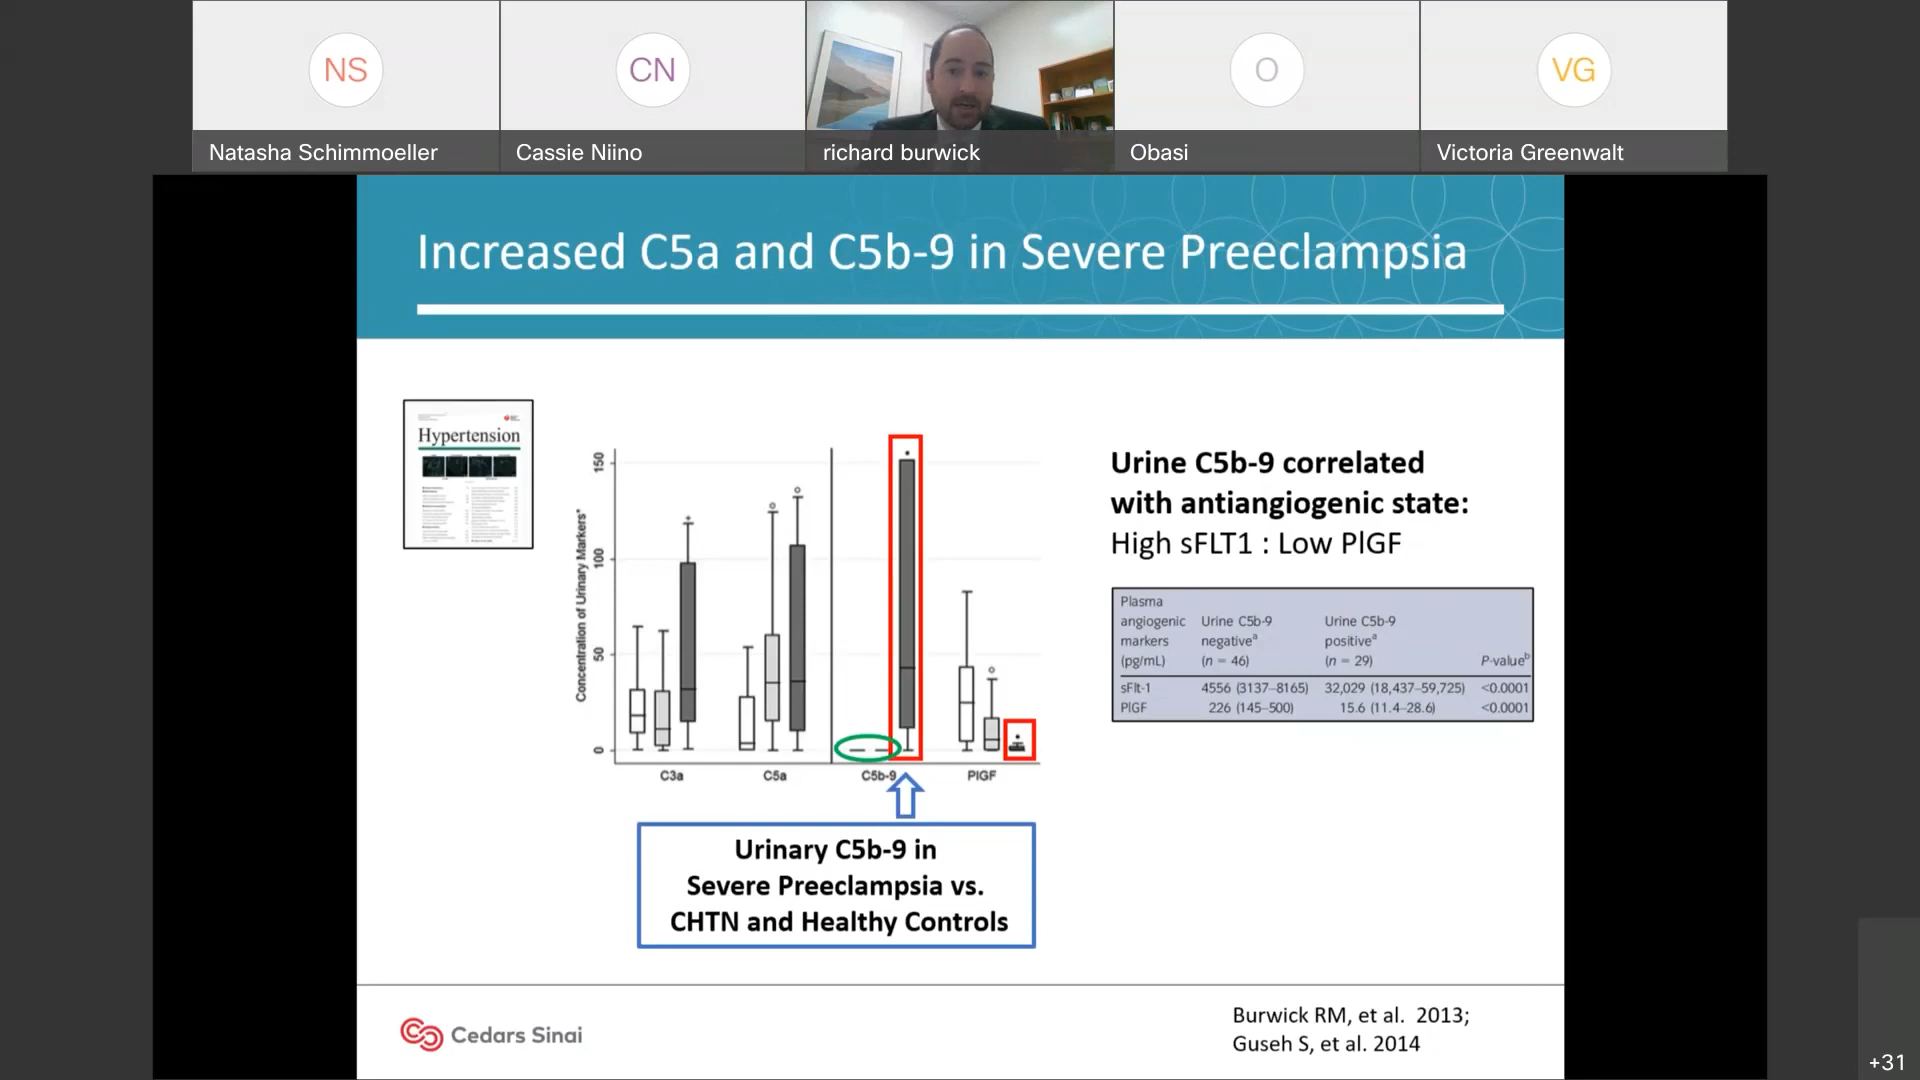 NS
CN
O
VG
Natasha Schimmoeller
Cassie Niino
richard burwick
Obasi
Victoria Greenwalt
Increased C5a and C5b-9 in Severe Preeclampsia
Hypertension
Concentration of Urinary Markers*
150
100
50
0
C3a
C5a
C5b-9
PlGF
Urinary C5b-9 in
Severe Preeclampsia vs.
CHTN and Healthy Controls
Urine C5b-9 correlated
with antiangiogenic state:
High sFLT1 : Low PlGF
Plasma
angiogenic Urine C5b-9 Urine C5b-9
markers negativeᵃ positiveᵃ
(pg/mL) (n = 46) (n = 29) P-valueᵇ
sFlt-1 4556 (3137–8165) 32,029 (18,437–59,725) <0.0001
PlGF 226 (145–500) 15.6 (11.4–28.6) <0.0001
Cedars Sinai
Burwick RM, et al. 2013;
Guseh S, et al. 2014
+31